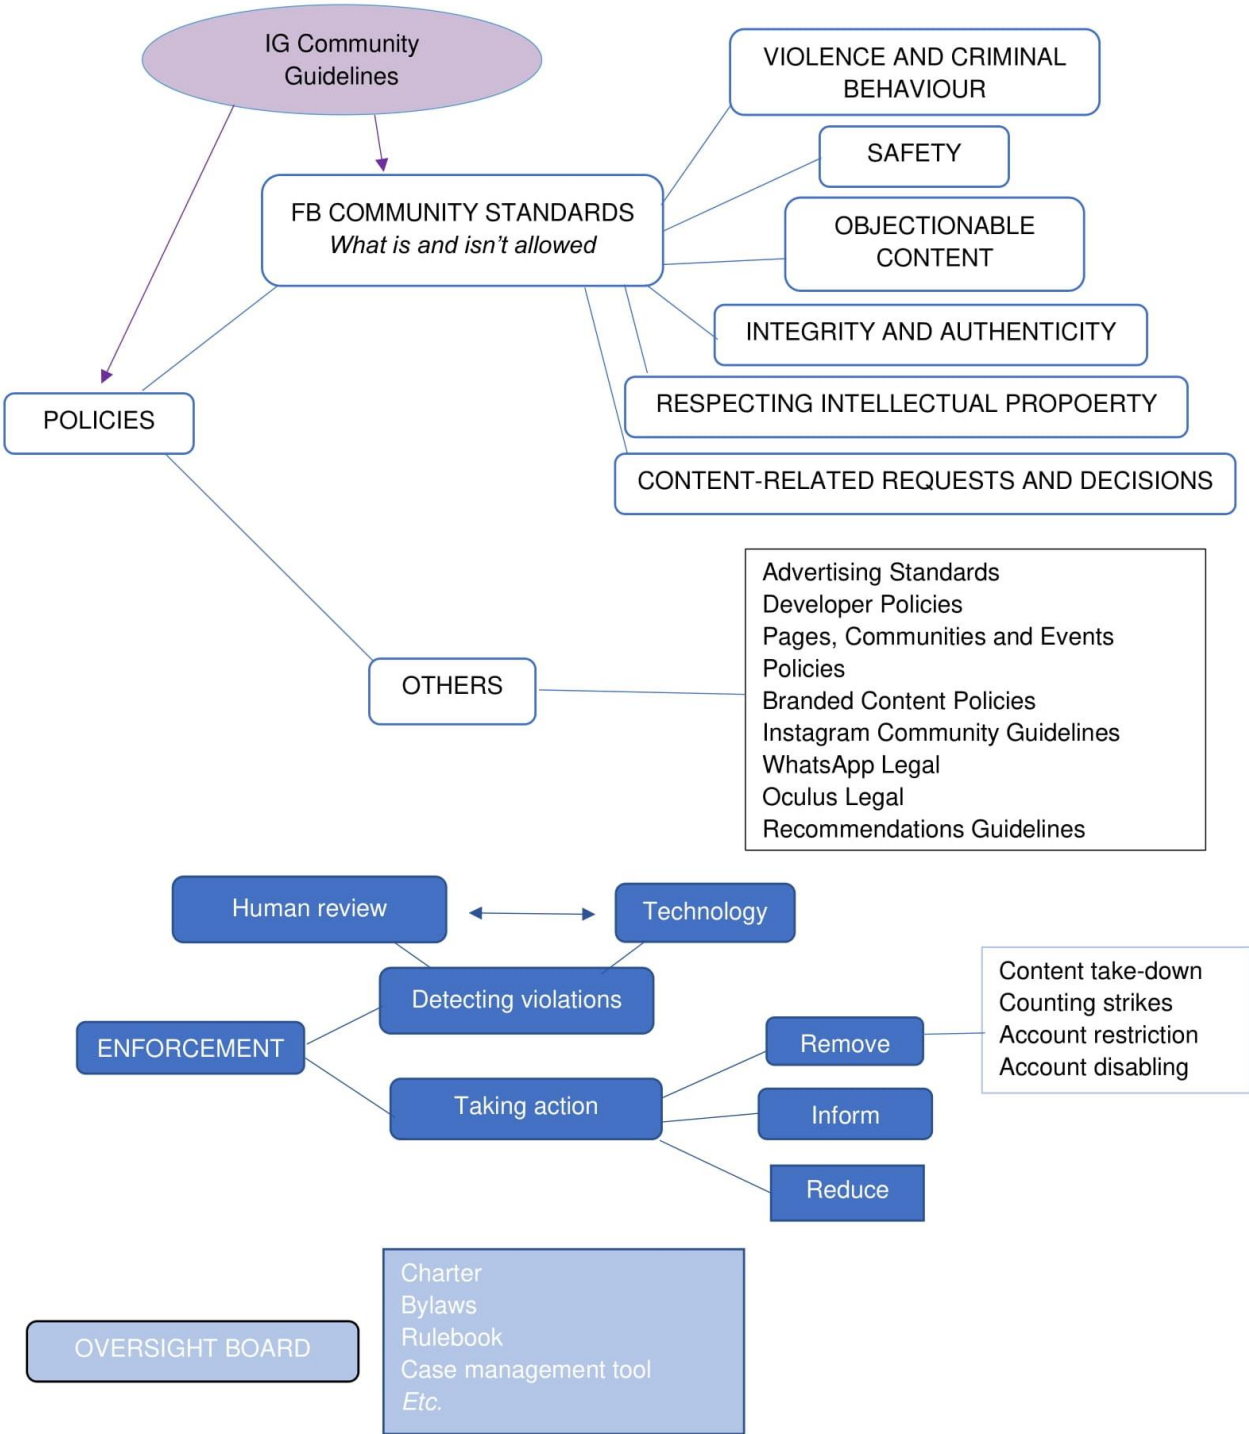 IG Community
Guidelines
VIOLENCE AND CRIMINAL
BEHAVIOUR
SAFETY
FB COMMUNITY STANDARDS
What is and isn’t allowed
OBJECTIONABLE
CONTENT
INTEGRITY AND AUTHENTICITY
POLICIES
RESPECTING INTELLECTUAL PROPOERTY
CONTENT-RELATED REQUESTS AND DECISIONS
OTHERS
Advertising Standards
Developer Policies
Pages, Communities and Events
Policies
Branded Content Policies
Instagram Community Guidelines
WhatsApp Legal
Oculus Legal
Recommendations Guidelines
Human review
Technology
Detecting violations
ENFORCEMENT
Taking action
Remove
Inform
Reduce
Content take-down
Counting strikes
Account restriction
Account disabling
OVERSIGHT BOARD
Charter
Bylaws
Rulebook
Case management tool
Etc.